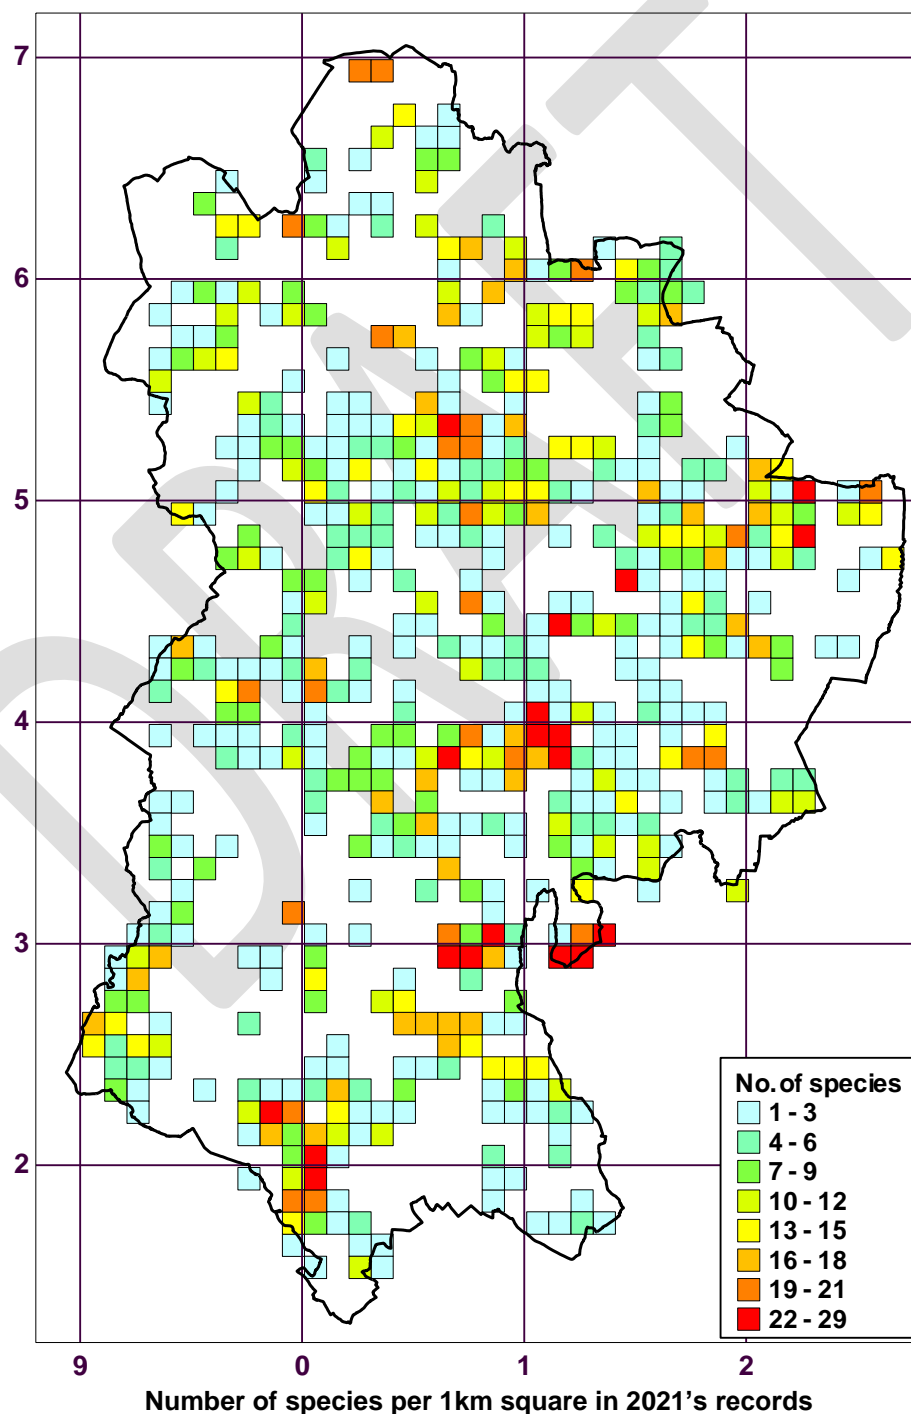 DRAFT
7
6
5
4
3
2
9 0 1 2
No. of species
1 - 3
4 - 6
7 - 9
10 - 12
13 - 15
16 - 18
19 - 21
22 - 29
Number of species per 1km square in 2021's records